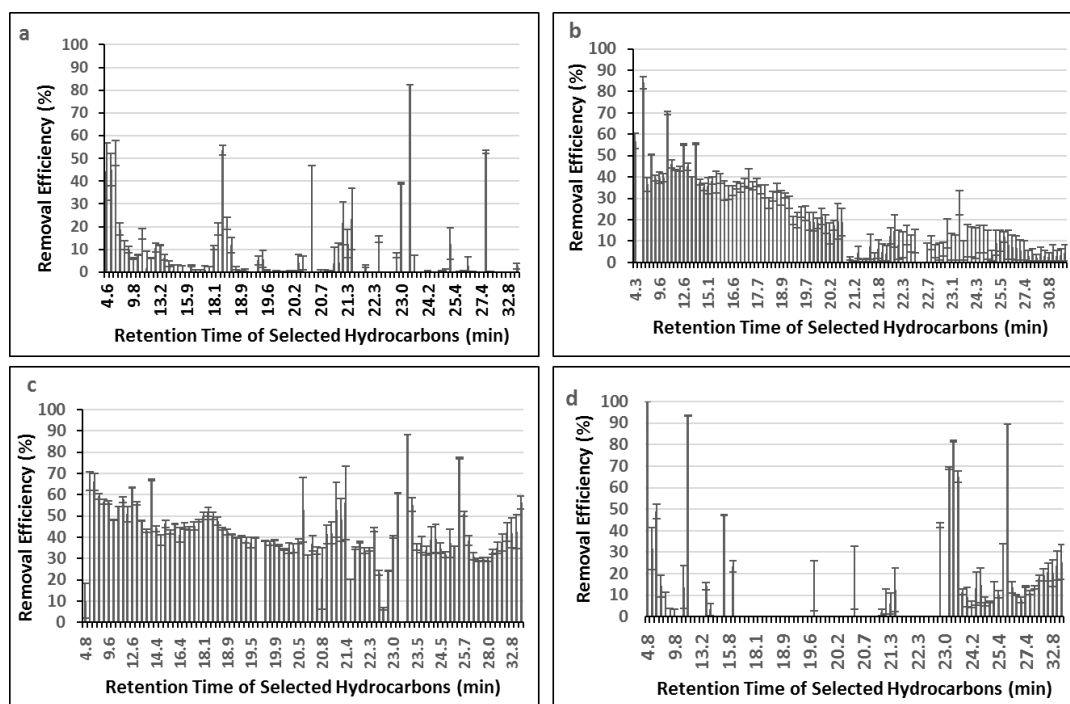 a
Removal Efficiency (%)
100
90
80
70
60
50
40
30
20
10
0
4.6 9.8 13.2 15.9 18.1 18.9 19.6 20.2 20.7 21.3 22.3 23.0 24.2 25.4 27.4 32.8
Retention Time of Selected Hydrocarbons (min)
b
Removal Efficiency (%)
100
90
80
70
60
50
40
30
20
10
0
4.3 9.6 12.6 15.1 16.6 17.7 18.9 19.7 20.2 21.2 21.8 22.3 22.7 23.1 24.3 25.5 27.4 30.8
Retention Time of Selected Hydrocarbons (min)
c
Removal Efficiency (%)
100
90
80
70
60
50
40
30
20
10
0
4.8 9.6 12.6 14.4 16.4 18.1 18.9 19.5 19.9 20.5 20.8 21.4 22.3 23.0 23.5 24.6 25.7 28.0 32.8
Retention Time of Selected Hydrocarbons (min)
d
Removal Efficiency (%)
100
90
80
70
60
50
40
30
20
10
0
4.8 9.8 13.2 15.8 18.1 18.9 19.6 20.2 20.7 21.3 22.3 23.0 24.2 25.4 27.4 32.8
Retention Time of Selected Hydrocarbons (min)